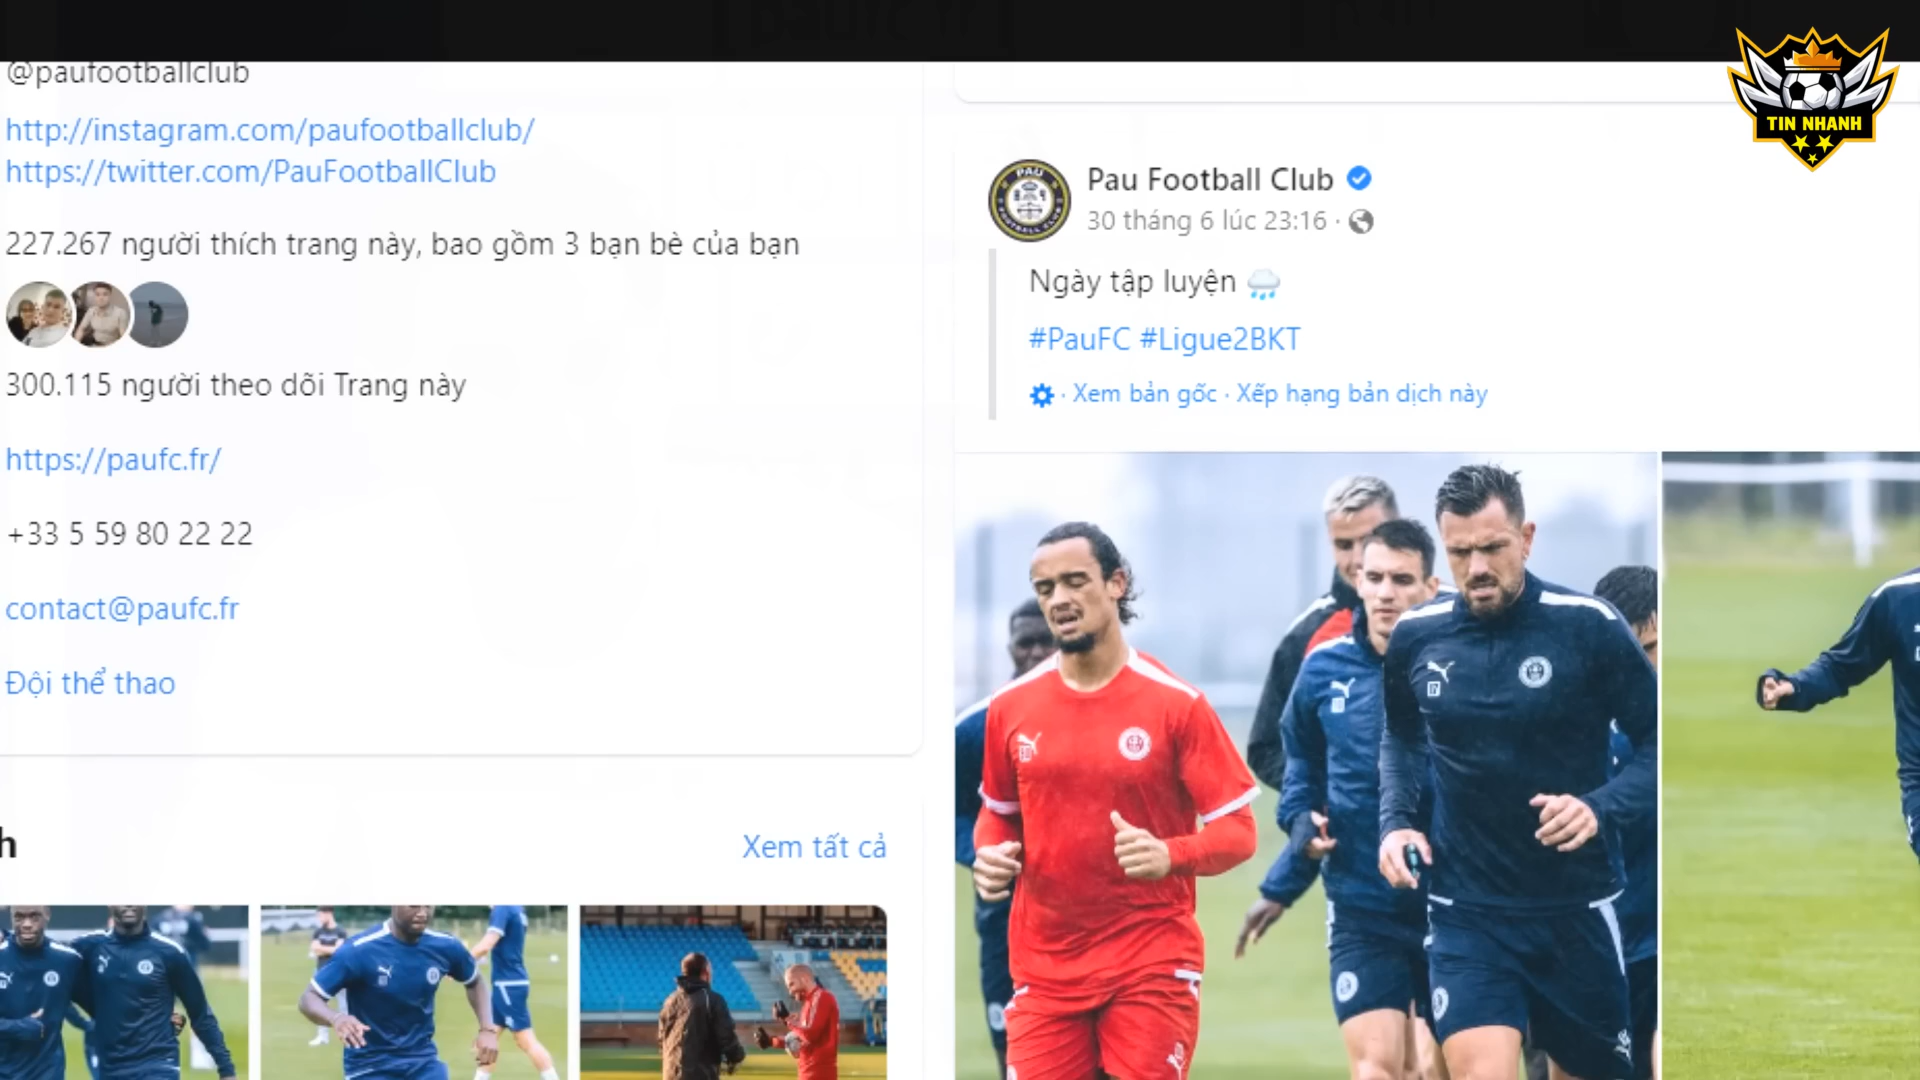 @paufootballclub
http://instagram.com/paufootballclub/
https://twitter.com/PauFootballClub
227.267 người thích trang này, bao gồm 3 bạn bè của bạn
300.115 người theo dõi Trang này
https://paufc.fr/
+33 5 59 80 22 22
contact@paufc.fr
Đội thể thao
h
Xem tất cả
TIN NHANH
PAU
FOOTBALL CLUB
Pau Football Club
30 tháng 6 lúc 23:16 ·
Ngày tập luyện
#PauFC #Ligue2BKT
· Xem bản gốc · Xếp hạng bản dịch này